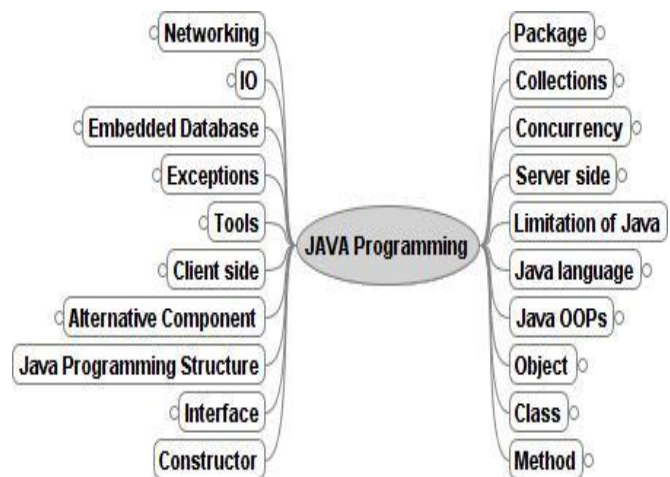 Networking
IO
Embedded Database
Exceptions
Tools
Client side
Alternative Component
Java Programming Structure
Interface
Constructor
JAVA Programming
Package
Collections
Concurrency
Server side
Limitation of Java
Java language
Java OOPs
Object
Class
Method